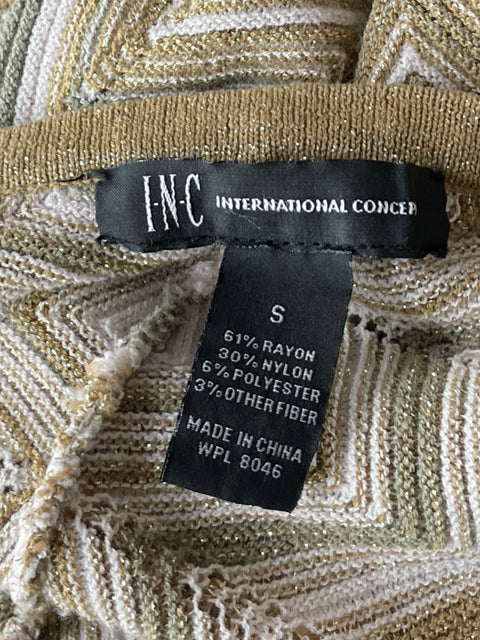 I·N·C INTERNATIONAL CONCEP
S
61% RAYON
30% NYLON
6% POLYESTER
3% OTHER FIBER
MADE IN CHINA
WPL 8046